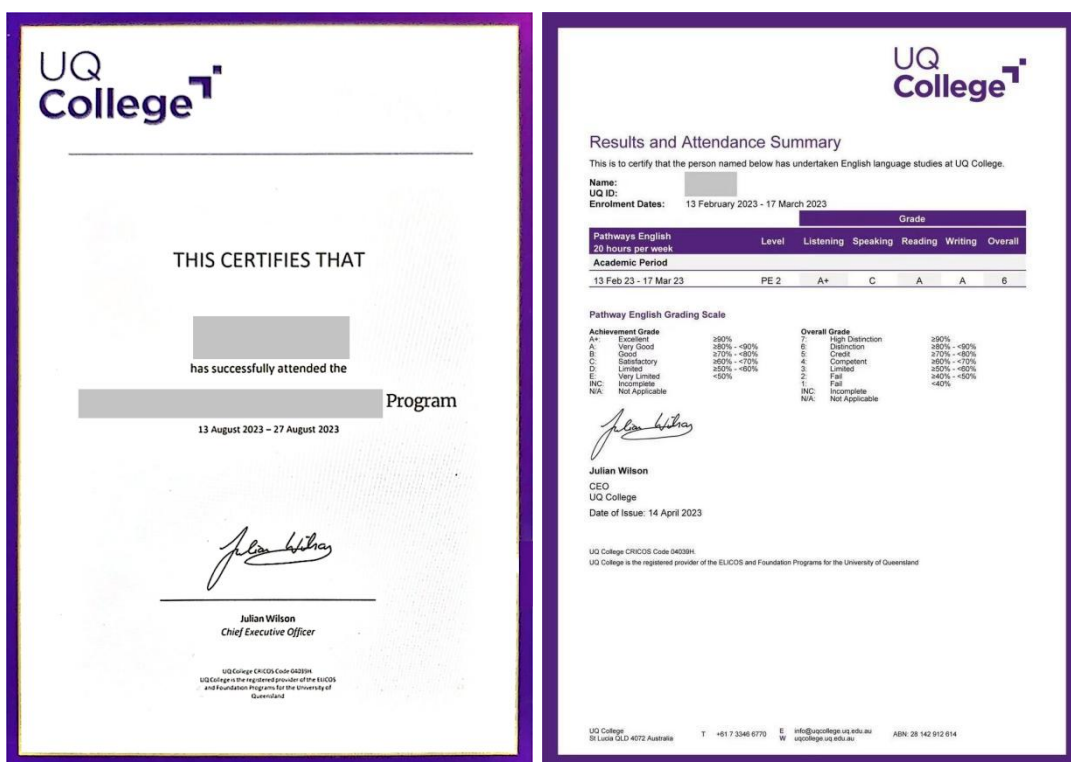 UQ
College
THIS CERTIFIES THAT
has successfully attended the
Program
13 August 2023 – 27 August 2023
Julian Wilson
Chief Executive Officer
UQ College CRICOS Code 04039H.
UQ College is the registered provider of the ELICOS
and Foundation Programs for the University of
Queensland
UQ
College
Results and Attendance Summary
This is to certify that the person named below has undertaken English language studies at UQ College.
Name:
UQ ID:
Enrolment Dates: 13 February 2023 - 17 March 2023
Grade
Pathways English
20 hours per week
Level Listening Speaking Reading Writing Overall
Academic Period
13 Feb 23 - 17 Mar 23 PE 2 A+ C A A 6
Pathway English Grading Scale
Achievement Grade
A+: Excellent ≥90%
A: Very Good ≥80% - <90%
B: Good ≥70% - <80%
C: Satisfactory ≥60% - <70%
D: Limited ≥50% - <60%
E: Very Limited <50%
INC: Incomplete
N/A: Not Applicable
Overall Grade
7: High Distinction ≥90%
6: Distinction ≥80% - <90%
5: Credit ≥70% - <80%
4: Competent ≥60% - <70%
3: Limited ≥50% - <60%
2: Fail ≥40% - <50%
1: Fail <40%
INC: Incomplete
N/A: Not Applicable
Julian Wilson
CEO
UQ College
Date of Issue: 14 April 2023
UQ College CRICOS Code 04039H.
UQ College is the registered provider of the ELICOS and Foundation Programs for the University of Queensland
UQ College
St Lucia QLD 4072 Australia
T +61 7 3346 6770
E info@uqcollege.uq.edu.au
W uqcollege.uq.edu.au
ABN: 28 142 912 614